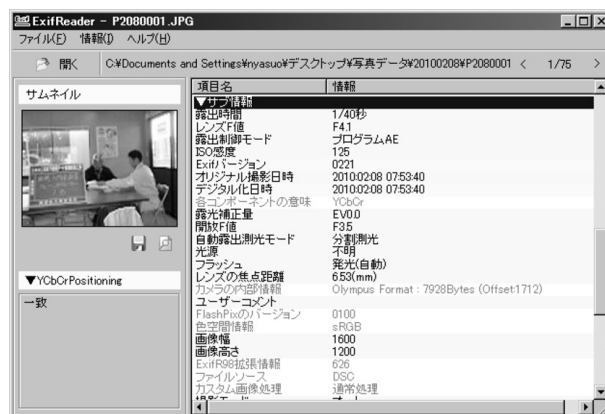 ExifReader - P2080001.JPG
ファイル(F) 情報(I) ヘルプ(H)
開く C:¥Documents and Settings¥nyasuo¥デスクトップ¥写真データ¥20100208¥P2080001 < 1/75 >
サムネイル
▼YCbCrPositioning
一致
項目名 情報
▼サブ情報
露出時間 1/40秒
レンズF値 F4.1
露出制御モード プログラムAE
ISO感度 125
Exifバージョン 0221
オリジナル撮影日時 2010:02:08 07:53:40
デジタル化日時 2010:02:08 07:53:40
各コンポーネントの意味 YCbCr
露光補正量 EV0.0
開放F値 F3.5
自動露出測光モード 分割測光
光源 不明
フラッシュ 発光(自動)
レンズの焦点距離 6.53(mm)
カメラの内部情報 Olympus Format : 7928Bytes (Offset:1712)
ユーザーコメント
FlashPixのバージョン 0100
色空間情報 sRGB
画像幅 1600
画像高さ 1200
ExifR98拡張情報 626
ファイルソース DSC
カスタム画像処理 通常処理
撮影モード オート